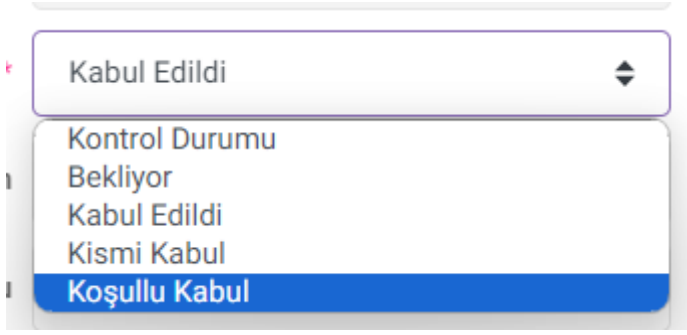 *
Kabul Edildi
Kontrol Durumu
Bekliyor
Kabul Edildi
Kismi Kabul
Koşullu Kabul